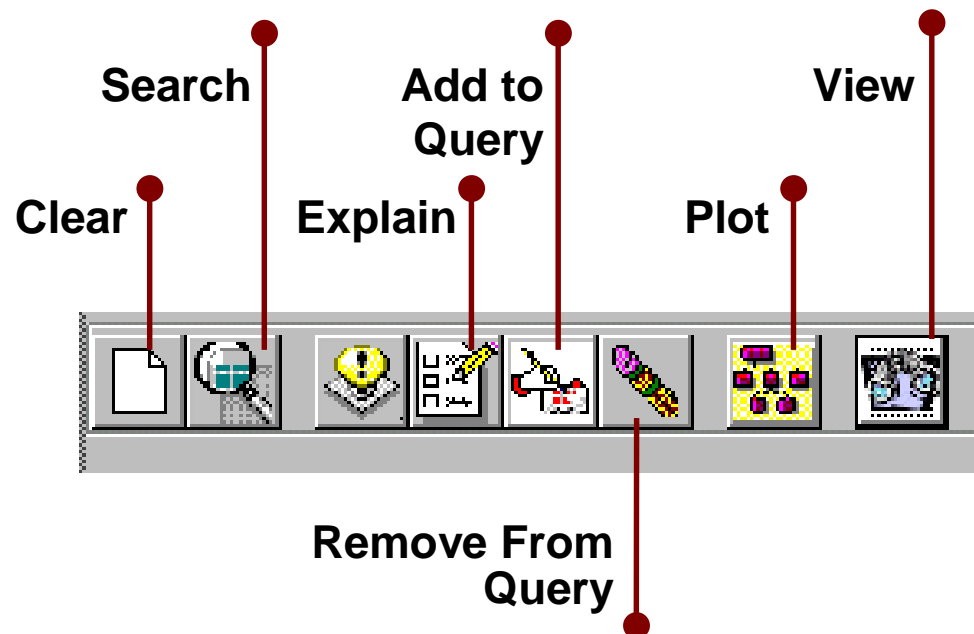 Search
Add to
Query
View
Clear
Explain
Plot
Remove From
Query